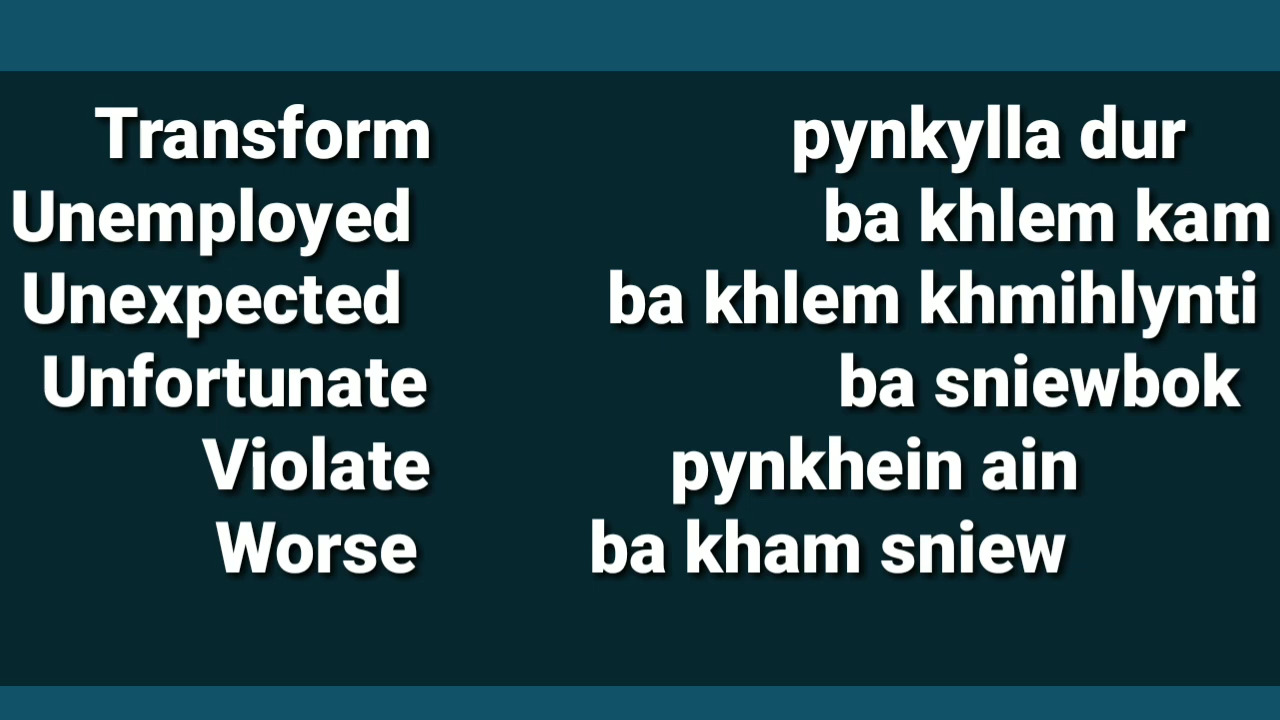 Transform pynkylla dur
Unemployed ba khlem kam
Unexpected ba khlem khmihlynti
Unfortunate ba sniewbok
Violate pynkhein ain
Worse ba kham sniew